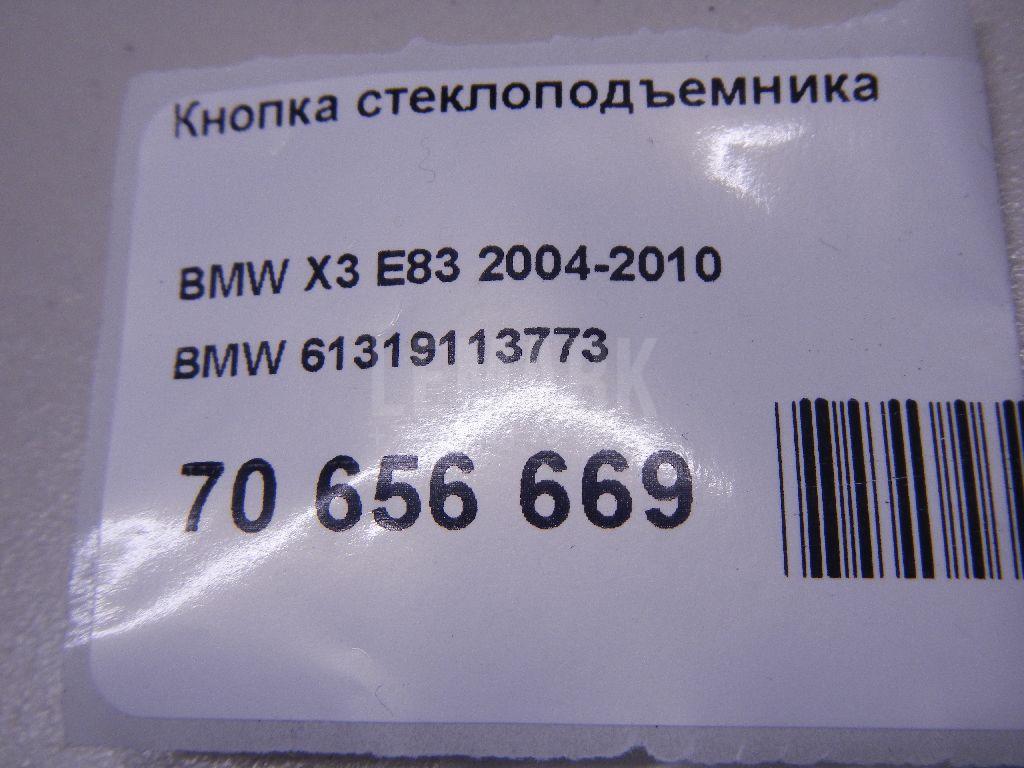 Кнопка стеклоподъемника
BMW X3 E83 2004-2010
BMW 61319113773
70 656 669